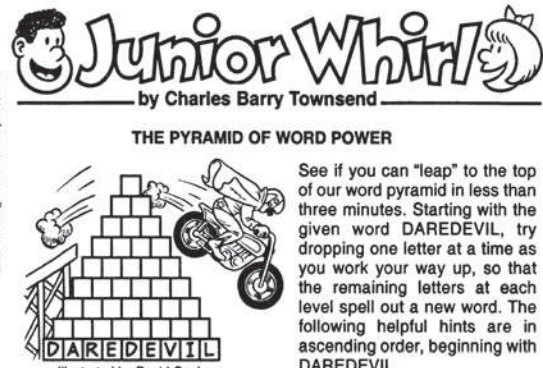 Junior Whirl
by Charles Barry Townsend
THE PYRAMID OF WORD POWER
See if you can "leap" to the top
of our word pyramid in less than
three minutes. Starting with the
given word DAREDEVIL, try
dropping one letter at a time as
you work your way up, so that
the remaining letters at each
level spell out a new word. The
following helpful hints are in
ascending order, beginning with
DAREDEVIL
DAREDEVIL